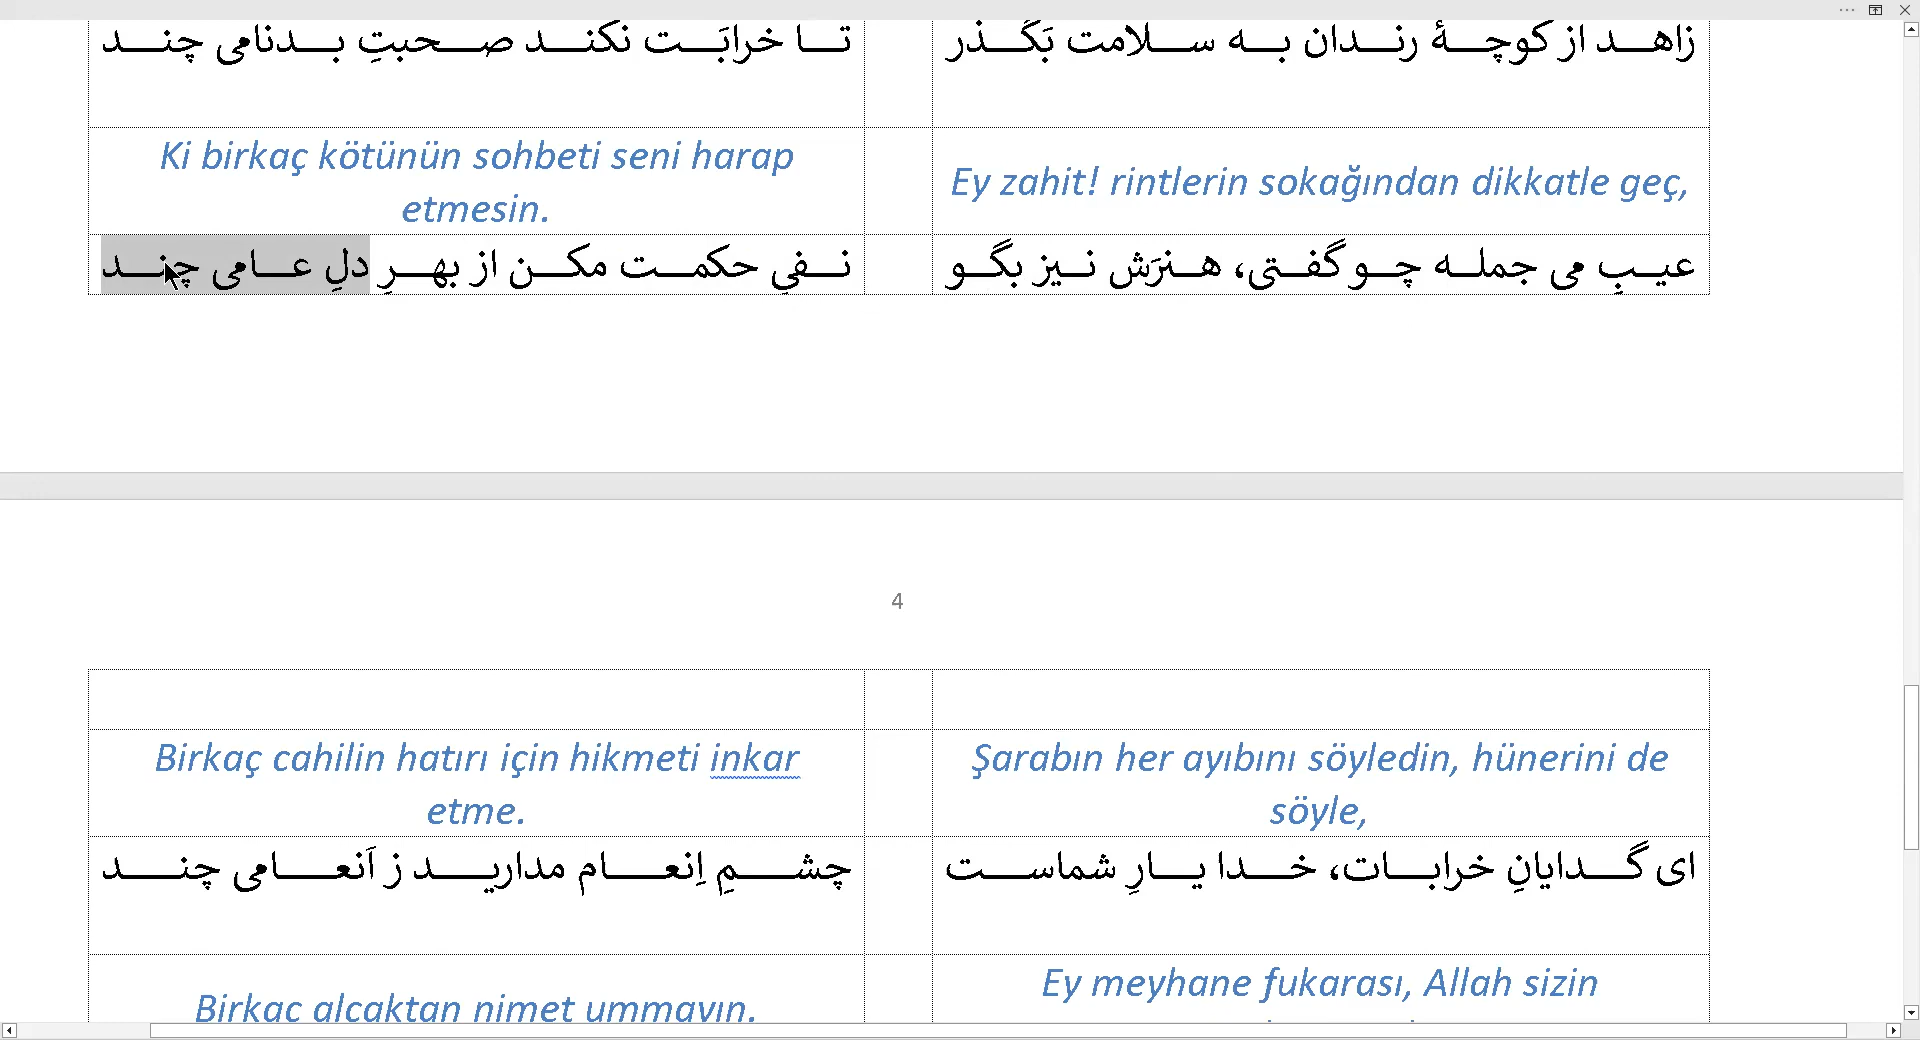 زاهد از کوچهٔ رندان به سلامت بَگذر
تا خرابَت نکند صحبتِ بدنامی چند
Ey zahit! rintlerin sokağından dikkatle geç,
Ki birkaç kötünün sohbeti seni harap
etmesin.
عیبِ می جمله چو گفتی، هنرَش نیز بگو
نفیِ حکمت مکن از بهرِ دلِ عامی چند
4
Şarabın her ayıbını söyledin, hünerini de
söyle,
Birkaç cahilin hatırı için hikmeti inkar
etme.
ای گدایانِ خرابات، خدا یارِ شماست
چشمِ اِنعام مدارید ز اَنعامی چند
Ey meyhane fukarası, Allah sizin
Birkaç alçaktan nimet ummayın.